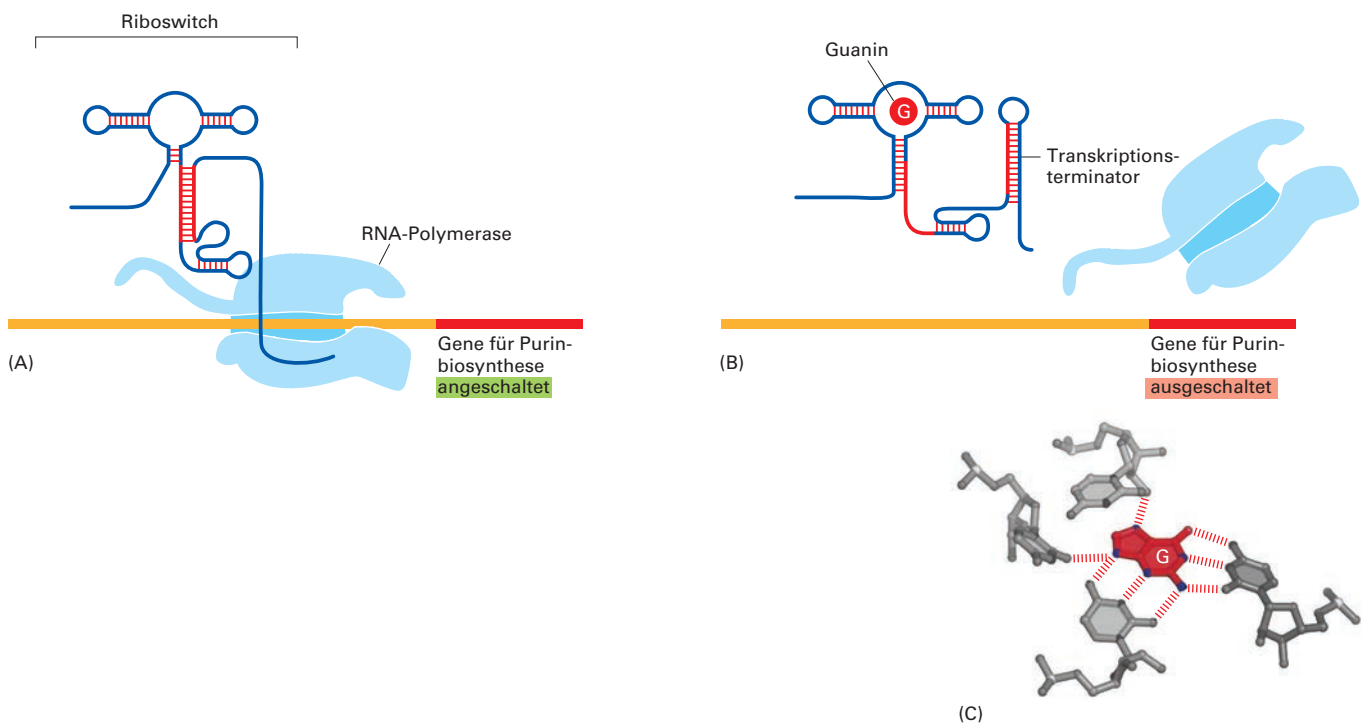 Riboswitch
RNA-Polymerase
Gene für Purin-
biosynthese
angeschaltet
(A)
Guanin
G
Transkriptions-
terminator
Gene für Purin-
biosynthese
ausgeschaltet
(B)
G
(C)